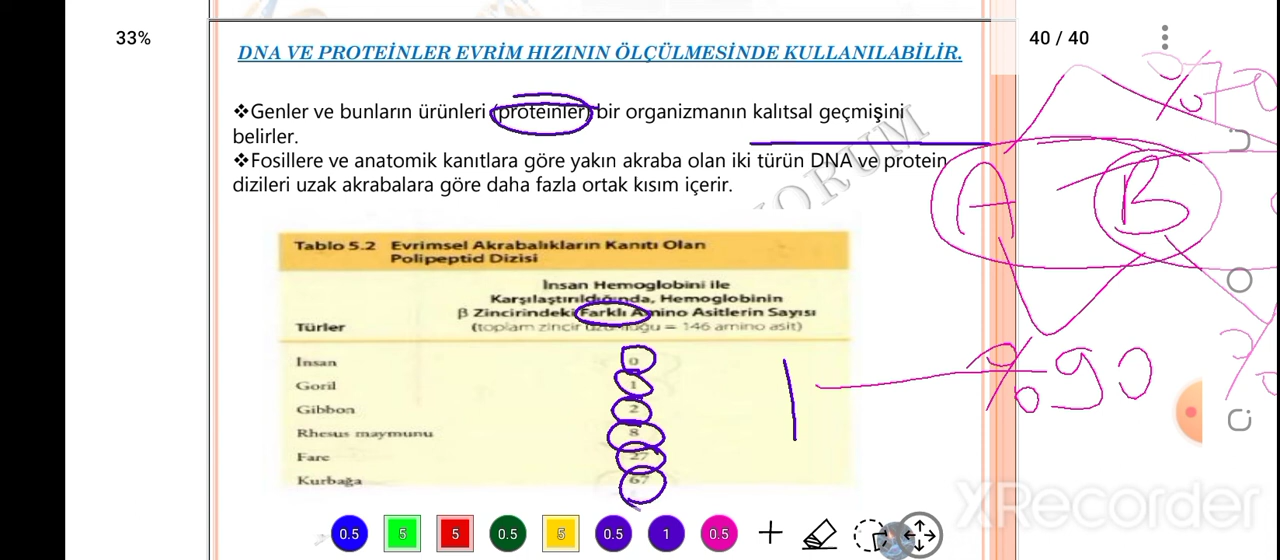 33%
40 / 40
DNA VE PROTEİNLER EVRİM HIZININ ÖLÇÜLMESİNDE KULLANILABİLİR.
❖Genler ve bunların ürünleri (proteinler) bir organizmanın kalıtsal geçmişini
belirler.
❖Fosillere ve anatomik kanıtlara göre yakın akraba olan iki türün DNA ve protein
dizileri uzak akrabalara göre daha fazla ortak kısım içerir.
A B
%70
%90
Tablo 5.2 Evrimsel Akrabalıkların Kanıtı Olan
Polipeptid Dizisi
İnsan Hemoglobini ile
Karşılaştırıldığında, Hemoglobinin
Türler
β Zincirindeki Farklı Amino Asitlerin Sayısı
(toplam zincir uzunluğu = 146 amino asit)
İnsan 0
Goril 1
Gibbon 2
Rhesus maymunu 8
Fare 27
Kurbağa 67
0.5 5 5 0.5 5 0.5 1 0.5
XRecorder